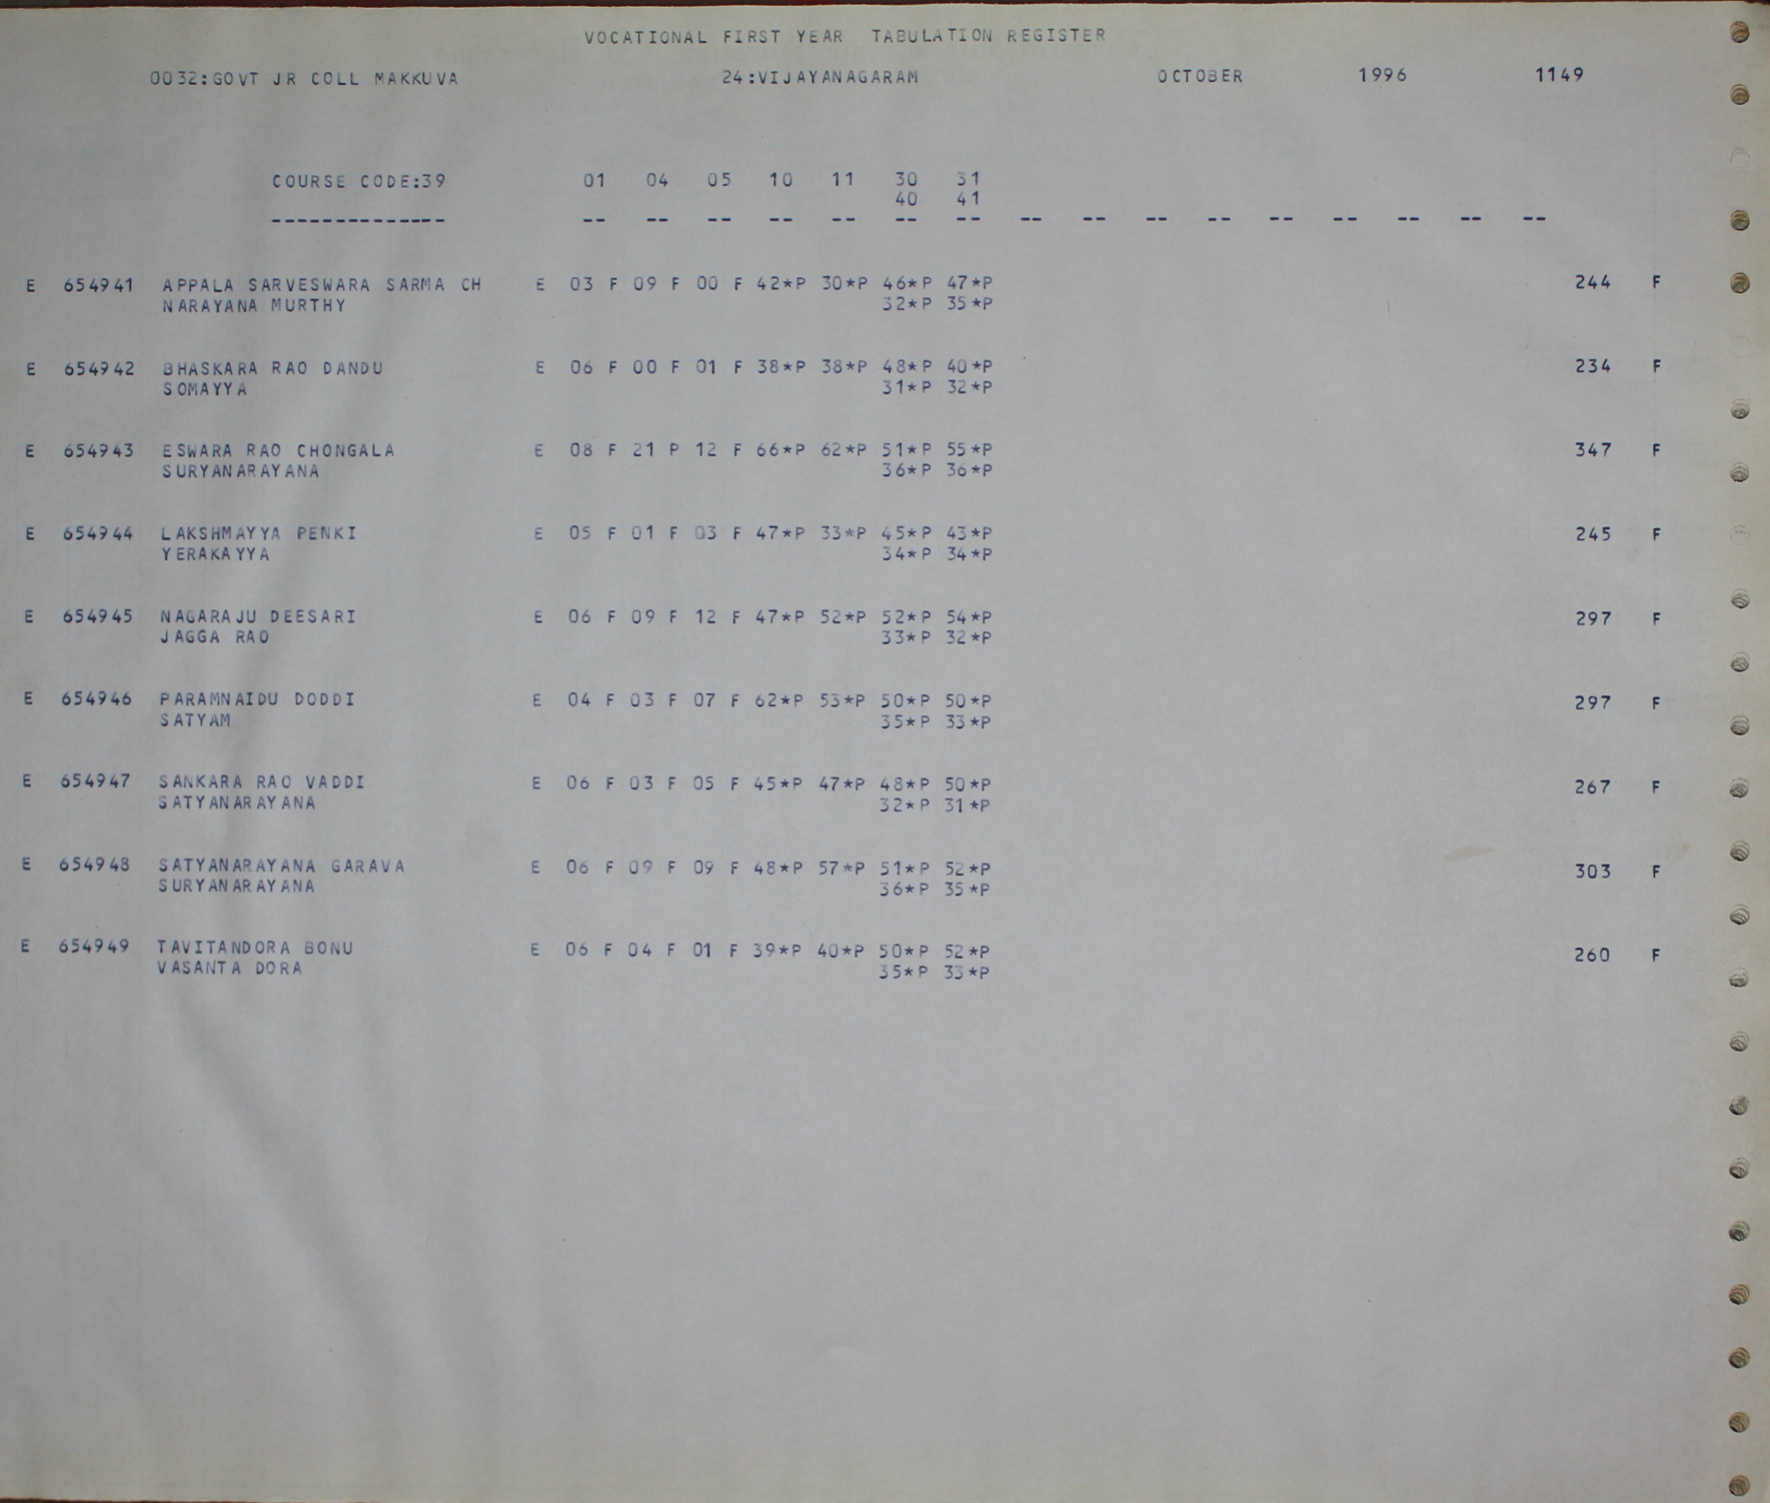 VOCATIONAL FIRST YEAR TABULATION REGISTER
0032:GOVT JR COLL MAKKUVA 24:VIJAYANAGARAM OCTOBER 1996 1149
COURSE CODE:39 01 04 05 10 11 30 31
40 41
-------------- -- -- -- -- -- -- -- -- -- -- -- -- -- -- -- --
E 654941 APPALA SARVESWARA SARMA CH E 03 F 09 F 00 F 42*P 30*P 46*P 47*P 244 F
NARAYANA MURTHY 32*P 35*P
E 654942 BHASKARA RAO DANDU E 06 F 00 F 01 F 38*P 38*P 48*P 40*P 234 F
SOMAYYA 31*P 32*P
E 654943 ESWARA RAO CHONGALA E 08 F 21 P 12 F 66*P 62*P 51*P 55*P 347 F
SURYANARAYANA 36*P 36*P
E 654944 LAKSHMAYYA PENKI E 05 F 01 F 03 F 47*P 33*P 45*P 43*P 245 F
YERAKAYYA 34*P 34*P
E 654945 NAGARAJU DEESARI E 06 F 09 F 12 F 47*P 52*P 52*P 54*P 297 F
JAGGA RAO 33*P 32*P
E 654946 PARAMNAIDU DODDI E 04 F 03 F 07 F 62*P 53*P 50*P 50*P 297 F
SATYAM 35*P 33*P
E 654947 SANKARA RAO VADDI E 06 F 03 F 05 F 45*P 47*P 48*P 50*P 267 F
SATYANARAYANA 32*P 31*P
E 654948 SATYANARAYANA GARAVA E 06 F 09 F 09 F 48*P 57*P 51*P 52*P 303 F
SURYANARAYANA 36*P 35*P
E 654949 TAVITANDORA BONU E 06 F 04 F 01 F 39*P 40*P 50*P 52*P 260 F
VASANTA DORA 35*P 33*P